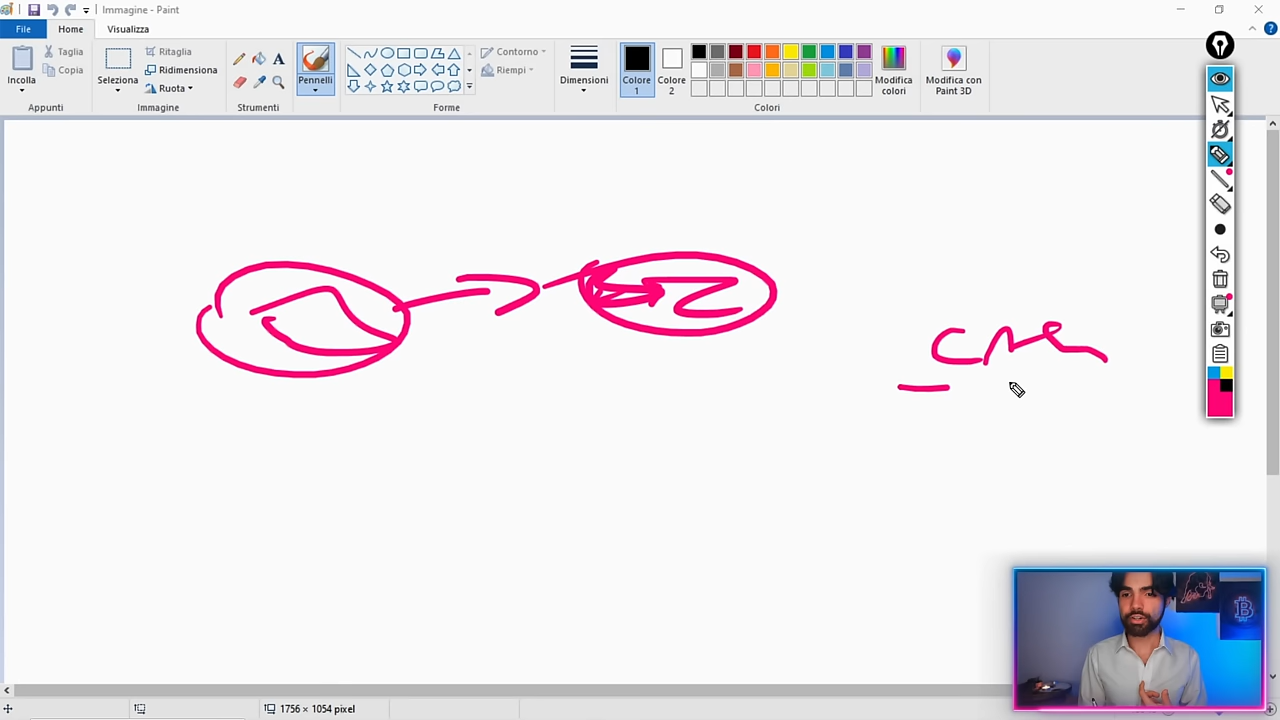 Immagine - Paint
File Home Visualizza
Incolla
Taglia
Copia
Appunti
Seleziona
Ritaglia
Ridimensiona
Ruota
Immagine
Strumenti
Pennelli
Contorno
Riempi
Forme
Dimensioni
Colore
1
Colore
2
Modifica
colori
Colori
Modifica con
Paint 3D
1756 × 1054 pixel